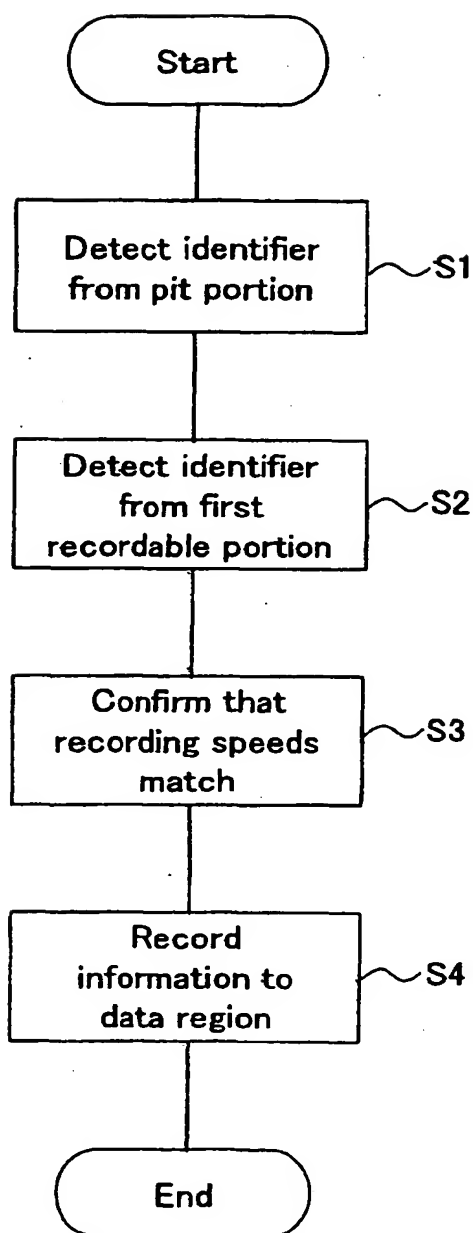 Start
Detect identifier
from pit portion
S1
Detect identifier
from first
recordable portion
S2
Confirm that
recording speeds
match
S3
Record
information to
data region
S4
End